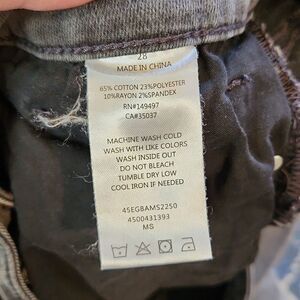 28
MADE IN CHINA
65% COTTON 23%POLYESTER
10%RAYON 2%SPANDEX
RN#149497
CA#35037
MACHINE WASH COLD
WASH WITH LIKE COLORS
WASH INSIDE OUT
DO NOT BLEACH
TUMBLE DRY LOW
COOL IRON IF NEEDED
45EGBAMS2250
4500431393
MS